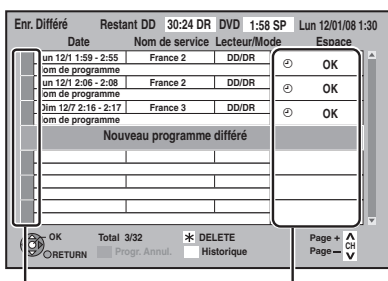 Enr. Différé Restant DD 30:24 DR DVD 1:58 SP Lun 12/01/08 1:30
Date Nom de service Lecteur/Mode Espace
un 12/1 1:59 - 2:55 France 2 DD/DR OK
om de programme
un 12/1 2:06 - 2:08 France 2 DD/DR OK
om de programme
Dim 12/7 2:16 - 2:17 France 3 DD/DR OK
om de programme
Nouveau programme différé
OK Total 3/32 * DELETE Page + CH
RETURN Progr. Annul. Historique Page –